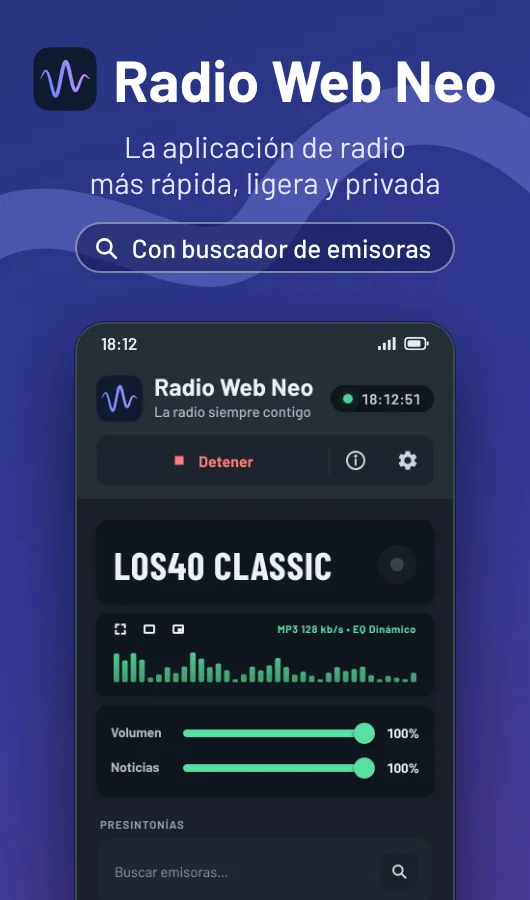 Radio Web Neo
La aplicación de radio
más rápida, ligera y privada
Con buscador de emisoras
18:12
Radio Web Neo
La radio siempre contigo
18:12:51
Detener
LOS40 CLASSIC
MP3 128 kb/s • EQ Dinámico
Volumen 100%
Noticias 100%
PRESINTONÍAS
Buscar emisoras...